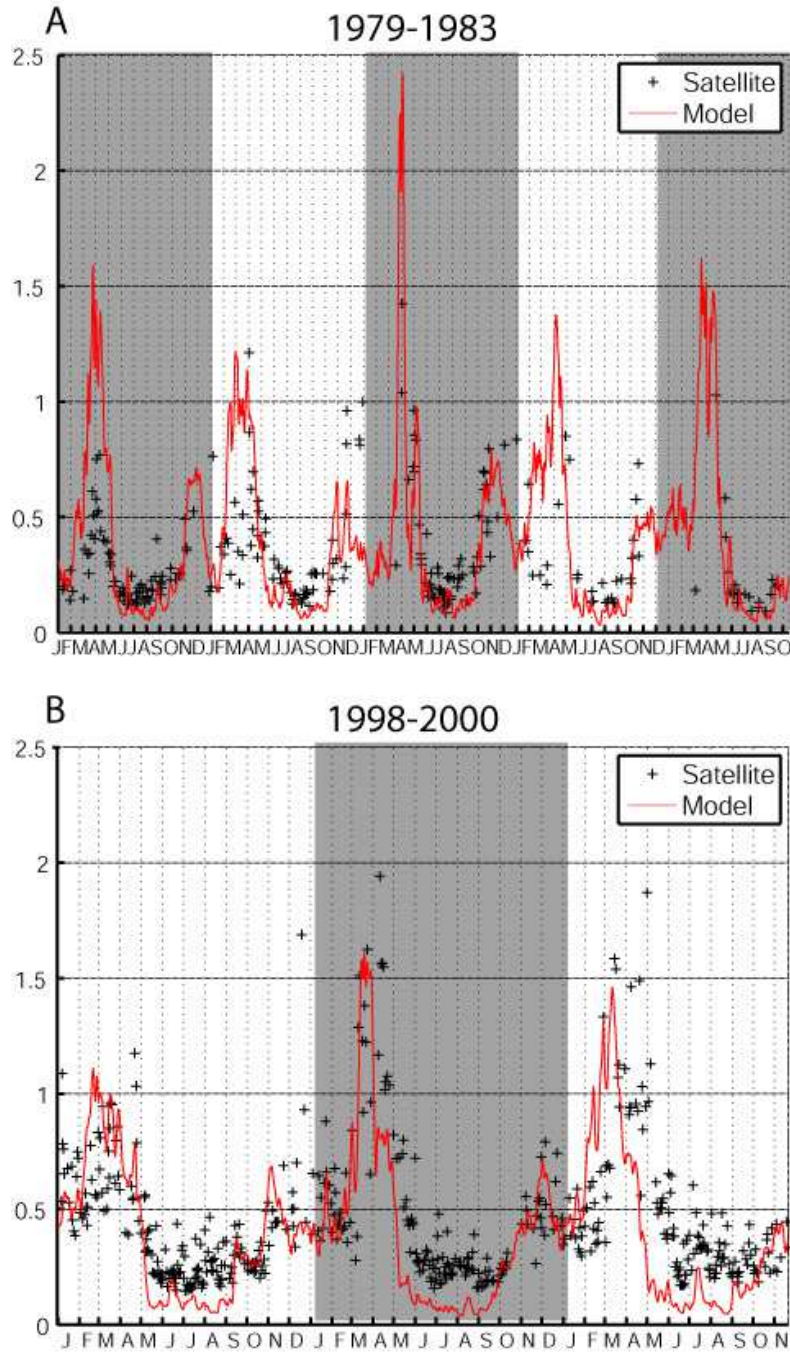 A
1979-1983
2.5
2
1.5
1
0.5
0
Satellite
Model
JFMAMJJASONDJFMAMJJASONDJFMAMJJASONDJFMAMJJASONDJFMAMJJASO
B
1998-2000
2.5
2
1.5
1
0.5
0
Satellite
Model
J F M A M J J A S O N D J F M A M J J A S O N D J F M A M J J A S O N